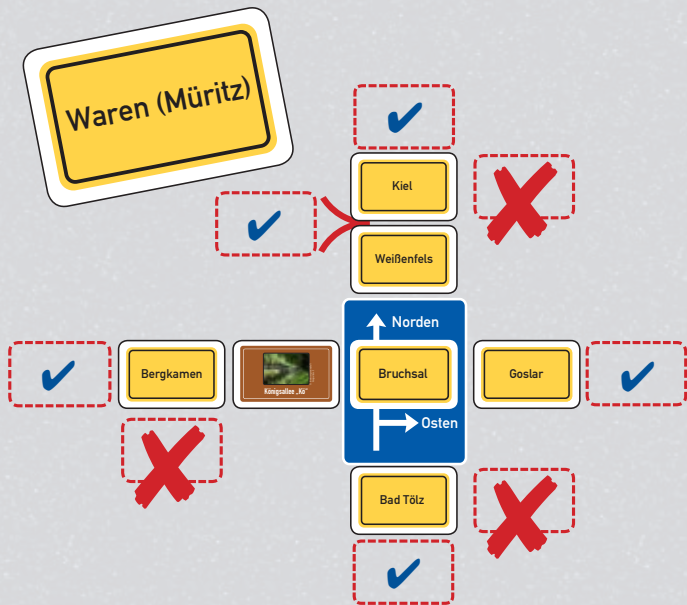 Waren (Müritz)
Kiel
Weißenfels
Norden
Bergkamen
Königsallee „Kö“
Bruchsal
Goslar
Osten
Bad Tölz